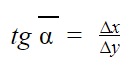 tg α̅ = Δx/Δy